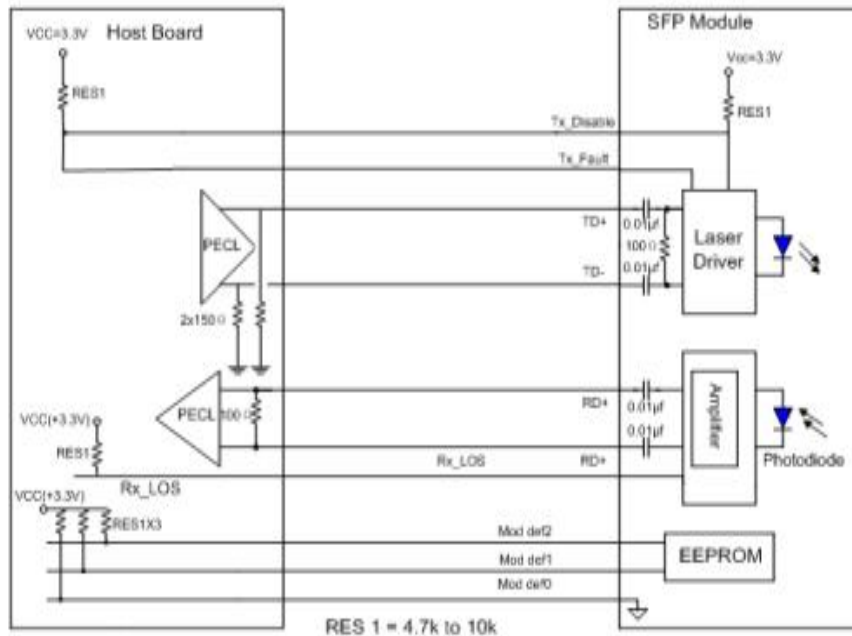 Host Board
SFP Module
VCC=3.3V
Vcc=3.3V
RES1
RES1
Tx_Disable
Tx_Fault
PECL
TD+
0.01μf
100Ω
TD-
0.01μf
Laser
Driver
2x150Ω
PECL
100Ω
RD+
0.01μf
0.01μf
Amplifier
VCC(+3.3V)
RES1
Rx_LOS
RD+
Photodiode
Rx_LOS
VCC(+3.3V)
RES1X3
Mod def2
Mod def1
EEPROM
Mod def0
RES 1 = 4.7k to 10k